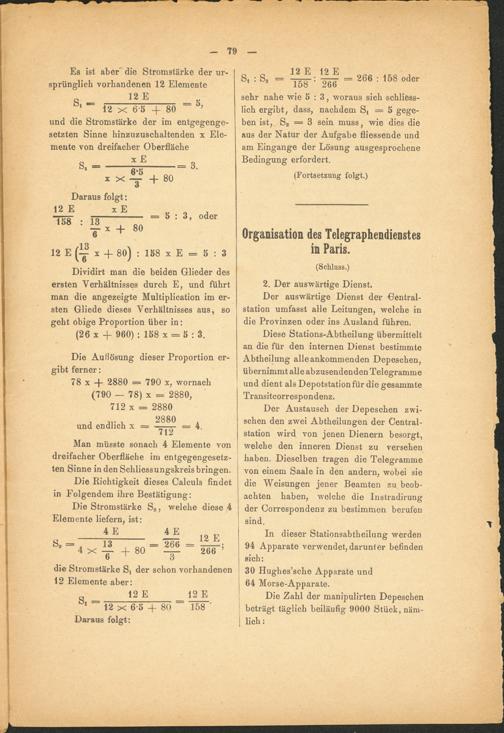 — 79 —
Es ist aber die Stromstärke der ur-
sprünglich vorhandenen 12 Elemente
S₁ = 12 E / (12 × 6·5 + 80) = 5,
und die Stromstärke der im entgegenge-
setzten Sinne hinzuzuschaltenden x Ele-
mente von dreifacher Oberfläche
S₂ = x E / (x × 6·5/3 + 80) = 3.
Daraus folgt:
12 E / 158 : x E / (13/6 x + 80) = 5 : 3, oder
12 E (13/6 x + 80) : 158 x E = 5 : 3
Dividirt man die beiden Glieder des
ersten Verhältnisses durch E, und führt
man die angezeigte Multiplication im er-
sten Gliede dieses Verhältnisses aus, so
geht obige Proportion über in:
(26 x + 960) : 158 x = 5 : 3.
Die Auflösung dieser Proportion er-
gibt ferner:
78 x + 2880 = 790 x, wornach
(790 — 78) x = 2880,
712 x = 2880
und endlich x = 2880 / 712 = 4.
Man müsste sonach 4 Elemente von
dreifacher Oberfläche im entgegengesetz-
ten Sinne in den Schliessungskreis bringen.
Die Richtigkeit dieses Calculs findet
in Folgendem ihre Bestätigung:
Die Stromstärke S₂, welche diese 4
Elemente liefern, ist:
S₂ = 4 E / (4 × 13/6 + 80) = 4 E / (266/3) = 12 E / 266;
die Stromstärke S₁ der schon vorhandenen
12 Elemente aber:
S₁ = 12 E / (12 × 6·5 + 80) = 12 E / 158.
Daraus folgt:
S₁ : S₂ = 12 E / 158 : 12 E / 266 = 266 : 158 oder
sehr nahe wie 5 : 3, woraus sich schliess-
lich ergibt, dass, nachdem S₁ = 5 gege-
ben ist, S₂ = 3 sein muss, wie dies die
aus der Natur der Aufgabe fliessende und
am Eingange der Lösung ausgesprochene
Bedingung erfordert.
(Fortsetzung folgt.)
Organisation des Telegraphendienstes
in Paris.
(Schluss.)
2. Der auswärtige Dienst.
Der auswärtige Dienst der Central-
station umfasst alle Leitungen, welche in
die Provinzen oder ins Ausland führen.
Diese Stations-Abtheilung übermittelt
an die für den internen Dienst bestimmte
Abtheilung alle ankommenden Depeschen,
übernimmt alle abzusendenden Telegramme
und dient als Depotstation für die gesammte
Transitcorrespondenz.
Der Austausch der Depeschen zwi-
schen den zwei Abtheilungen der Central-
station wird von jenen Dienern besorgt,
welche den inneren Dienst zu versehen
haben. Dieselben tragen die Telegramme
von einem Saale in den andern, wobei sie
die Weisungen jener Beamten zu beob-
achten haben, welche die Instradirung
der Correspondenz zu bestimmen berufen
sind.
In dieser Stationsabtheilung werden
94 Apparate verwendet, darunter befinden
sich:
30 Hughes'sche Apparate und
64 Morse-Apparate.
Die Zahl der manipulirten Depeschen
beträgt täglich beiläufig 9000 Stück, näm-
lich: